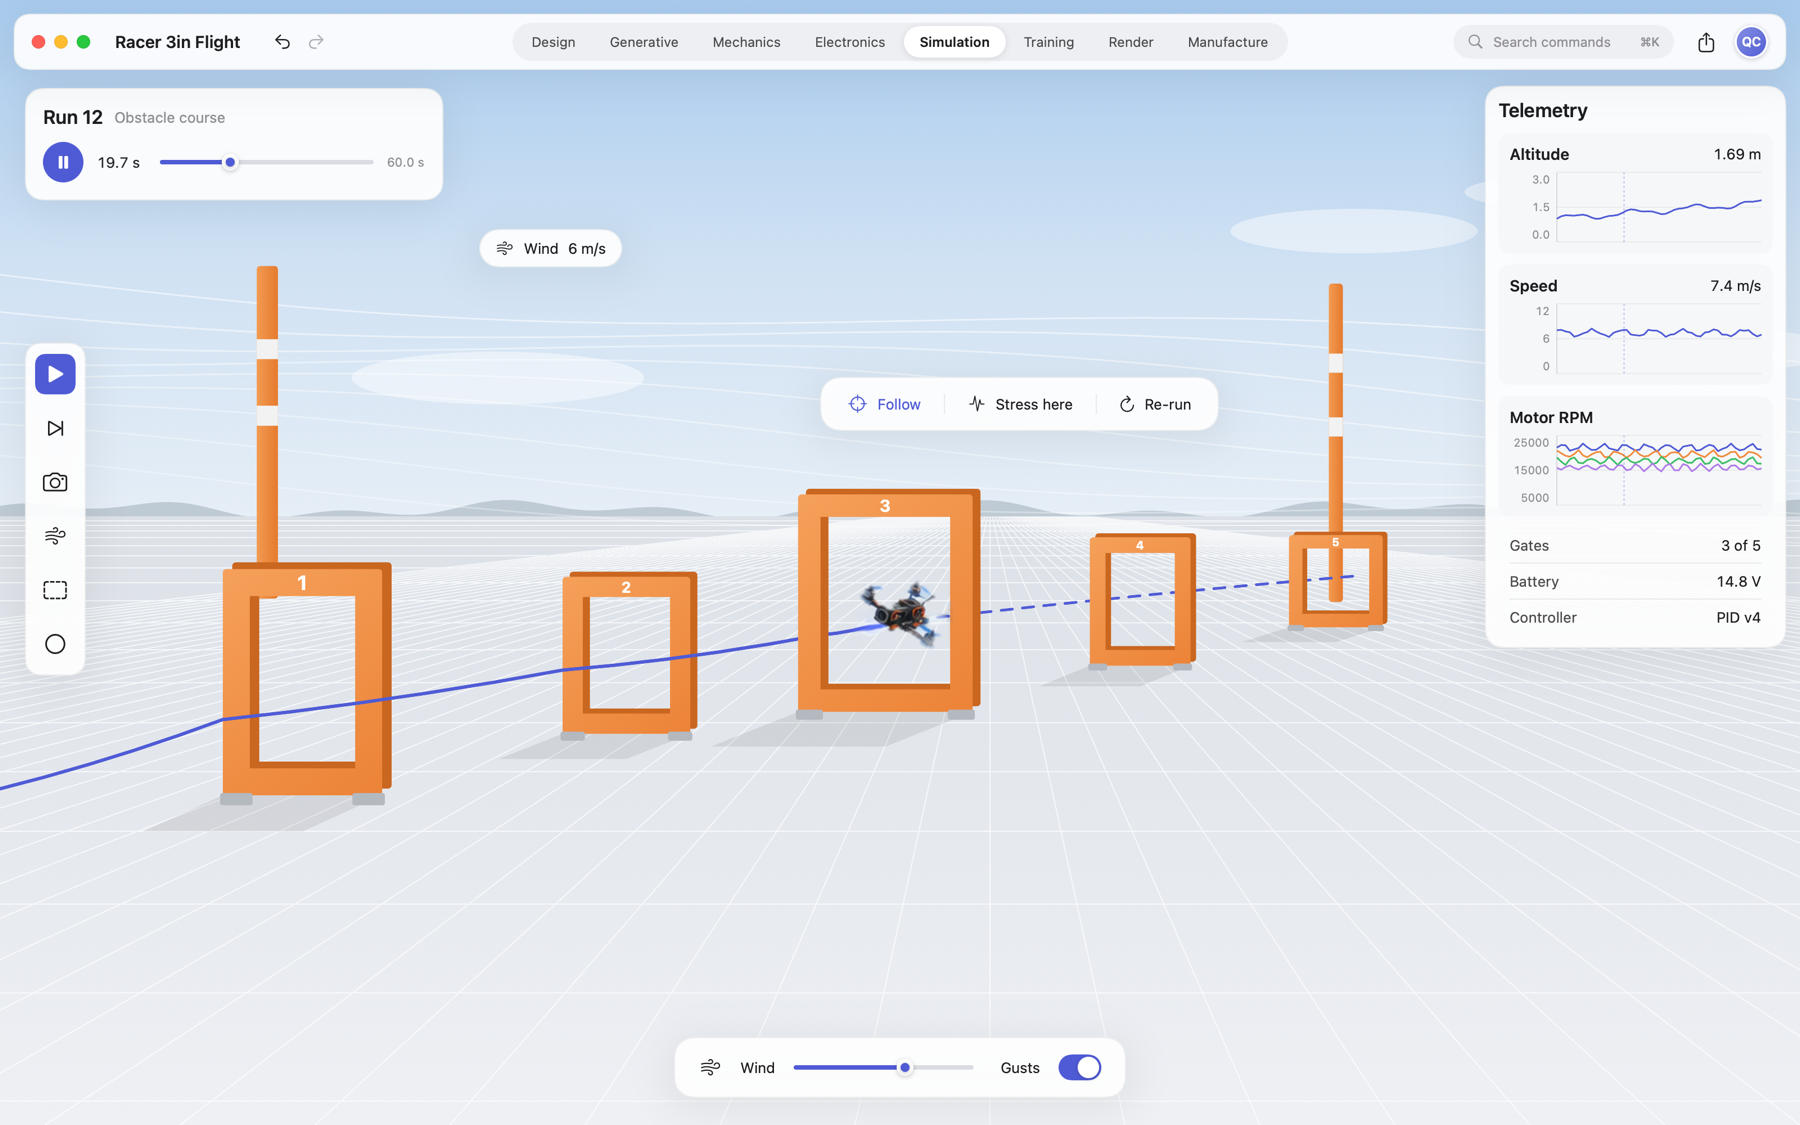 Racer 3in Flight
Design Generative Mechanics Electronics Simulation Training Render Manufacture
Search commands ⌘K
QC
Run 12 Obstacle course
19.7 s 60.0 s
Wind 6 m/s
Follow Stress here Re-run
1
2
3
4
5
Telemetry
Altitude 1.69 m
3.0
1.5
0.0
Speed 7.4 m/s
12
6
0
Motor RPM
25000
15000
5000
Gates 3 of 5
Battery 14.8 V
Controller PID v4
Wind Gusts